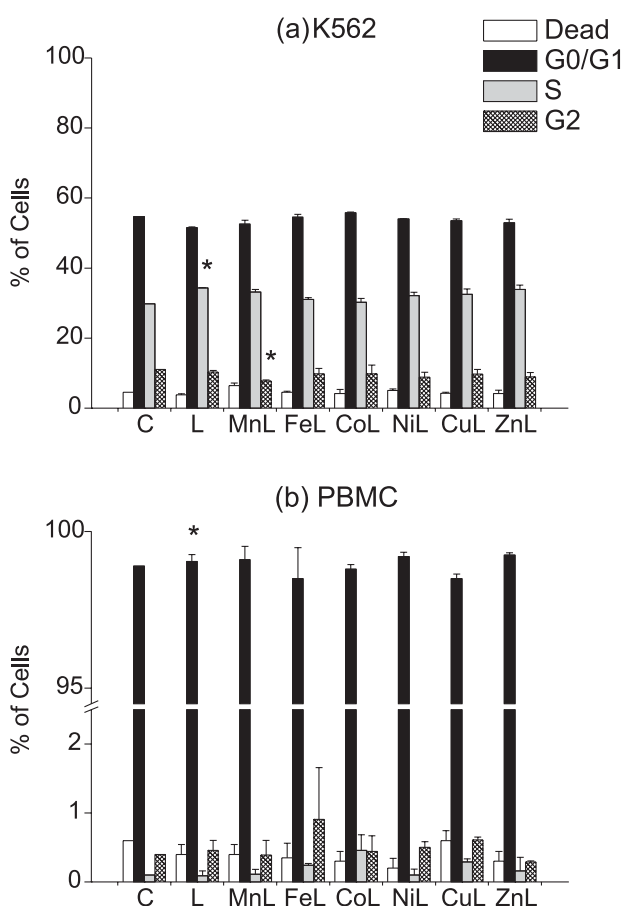 (a) K562
Dead
G0/G1
S
G2
100
80
60
40
20
0
% of Cells
*
*
C L MnL FeL CoL NiL CuL ZnL
(b) PBMC
100
95
2
1
0
% of Cells
*
C L MnL FeL CoL NiL CuL ZnL